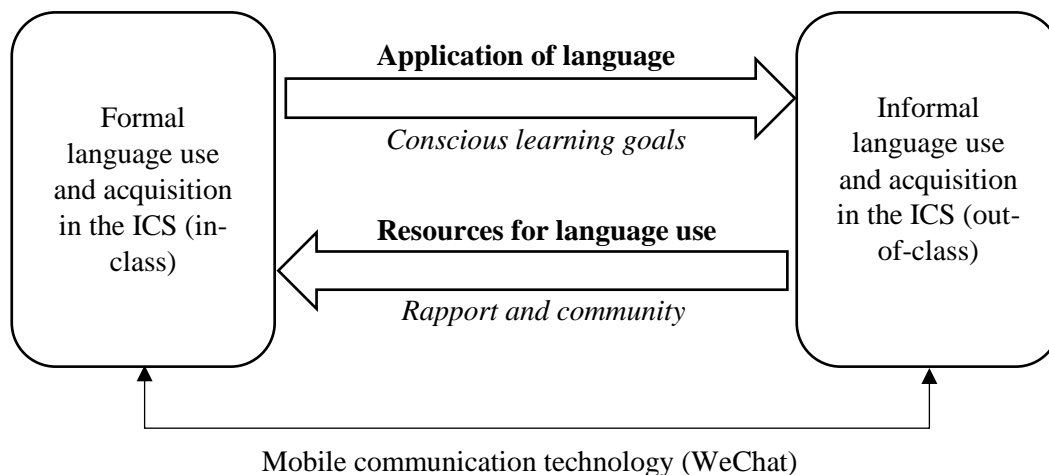 Formal
language use
and acquisition
in the ICS (in-
class)
Application of language
Conscious learning goals
Resources for language use
Rapport and community
Informal
language use
and acquisition
in the ICS (out-
of-class)
Mobile communication technology (WeChat)